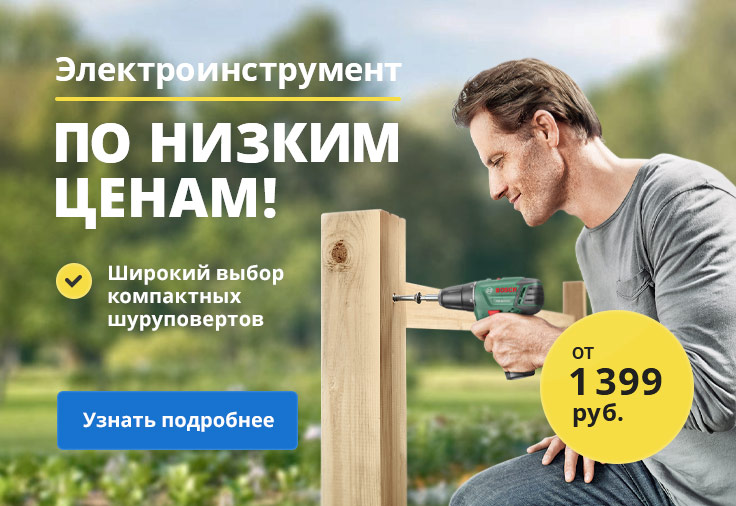 Электроинструмент
ПО НИЗКИМ
ЦЕНАМ!
Широкий выбор
компактных
шуруповертов
BOSCH
от
1 399
руб.
Узнать подробнее